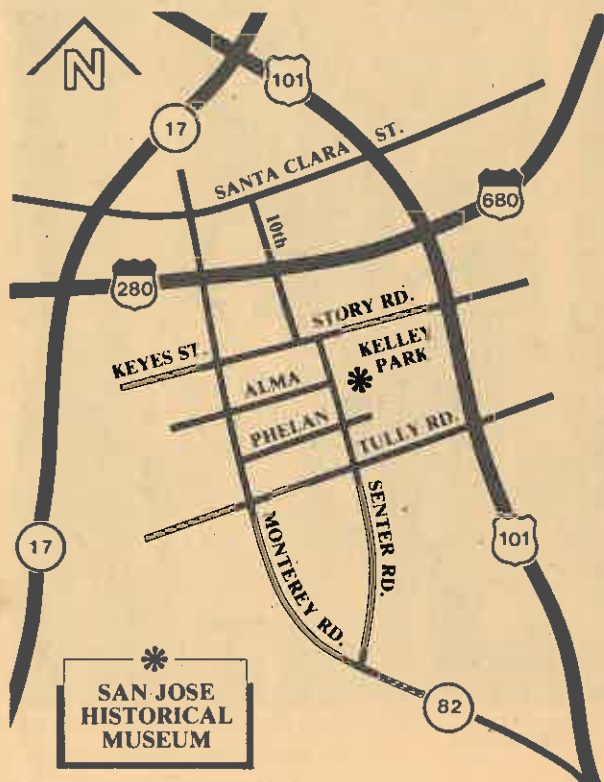 N
101
17
SANTA CLARA ST.
680
10th
280
STORY RD.
KEYES ST.
KELLEY
PARK
ALMA
PHELAN
TULLY RD.
SENTER RD.
MONTEREY RD.
17
101
SAN JOSE
HISTORICAL
MUSEUM
82